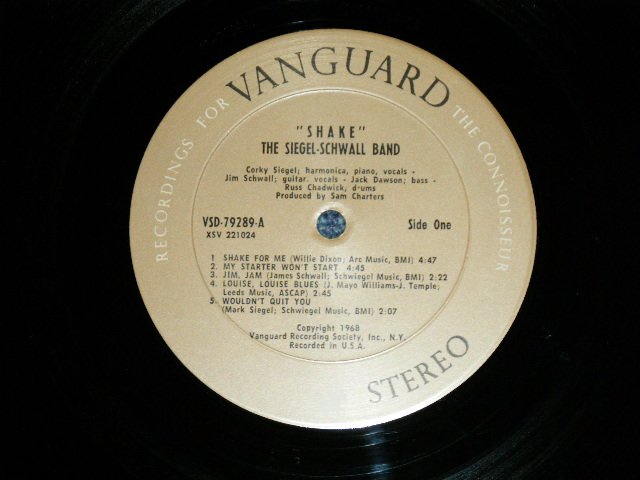 RECORDINGS FOR VANGUARD THE CONNOISSEUR
"SHAKE"
THE SIEGEL-SCHWALL BAND
Corky Siegel; harmonica, piano, vocals -
Jim Schwall; guitar. vocals - Jack Dawson; bass -
Russ Chadwick, d-ums
Produced by Sam Charters
VSD-79289-A Side One
XSV 221024
1 SHAKE FOR ME (Willie Dixon; Arc Music, BMI) 4:47
2. MY STARTER WON'T START 4:45
3. JIM, JAM (James Schwall; Schwiegel Music, BMI) 2:22
4. LOUISE, LOUISE BLUES (J. Mayo Williams-J. Temple;
Leeds Music, ASCAP) 2:45
5. WOULDN'T QUIT YOU
(Mark Siegel; Schwiegel Music, BMI) 2:07
Copyright 1968
Vanguard Recording Society, Inc., N.Y.
Recorded in U.S.A.
STEREO